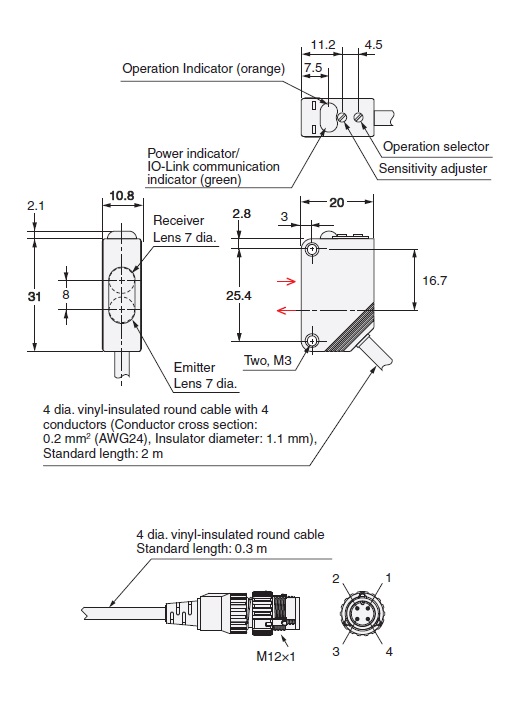 11.2
4.5
Operation Indicator (orange)
7.5
Operation selector
Power indicator/
IO-Link communication
indicator (green)
Sensitivity adjuster
10.8
20
2.1
Receiver
Lens 7 dia.
2.8
3
31
8
25.4
16.7
Two, M3
Emitter
Lens 7 dia.
4 dia. vinyl-insulated round cable with 4
conductors (Conductor cross section:
0.2 mm² (AWG24), Insulator diameter: 1.1 mm),
Standard length: 2 m
4 dia. vinyl-insulated round cable
Standard length: 0.3 m
2
1
M12×1
3
4